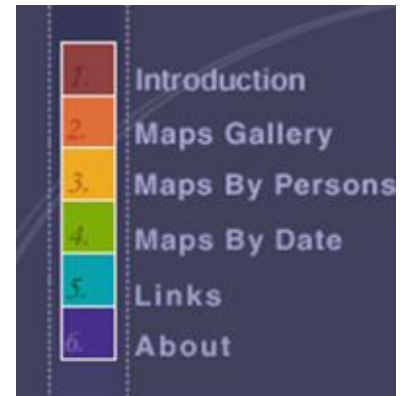 1. Introduction
2. Maps Gallery
3. Maps By Persons
4. Maps By Date
5. Links
6. About